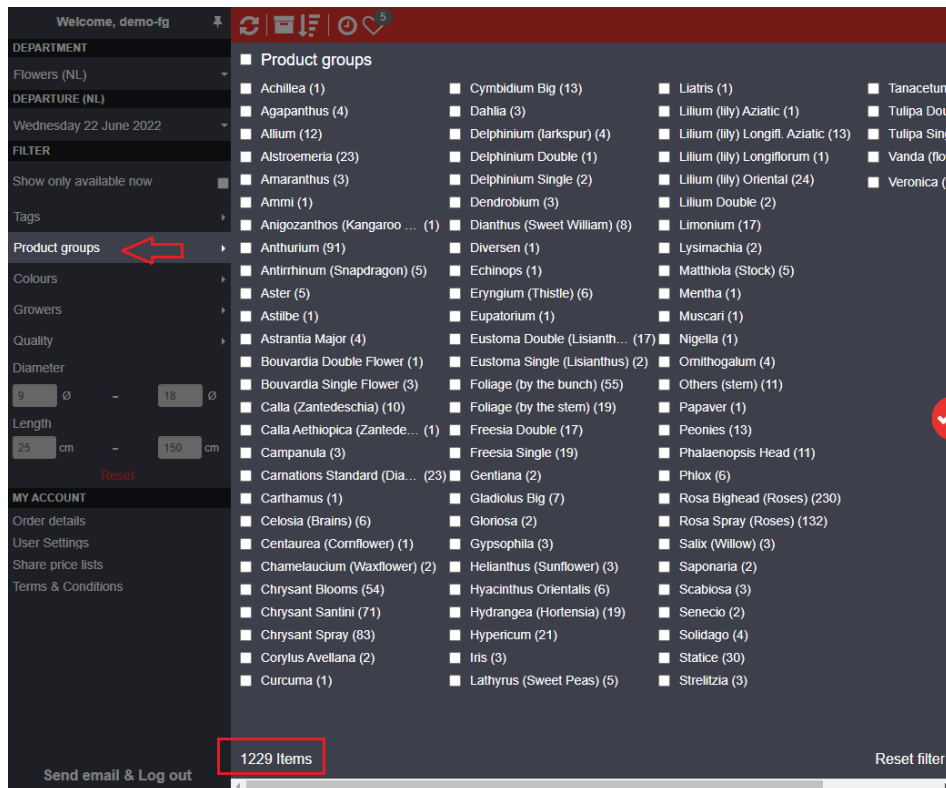 Welcome, demo-fg
5
DEPARTMENT
Flowers (NL)
DEPARTURE (NL)
Wednesday 22 June 2022
FILTER
Show only available now
Tags
Product groups
Colours
Growers
Quality
Diameter
9 Ø – 18 Ø
Length
25 cm – 150 cm
Reset
MY ACCOUNT
Order details
User Settings
Share price lists
Terms & Conditions
Send email & Log out
Product groups
Achillea (1)
Agapanthus (4)
Allium (12)
Alstroemeria (23)
Amaranthus (3)
Ammi (1)
Anigozanthos (Kangaroo ... (1)
Anthurium (91)
Antirrhinum (Snapdragon) (5)
Aster (5)
Astilbe (1)
Astrantia Major (4)
Bouvardia Double Flower (1)
Bouvardia Single Flower (3)
Calla (Zantedeschia) (10)
Calla Aethiopica (Zantede... (1)
Campanula (3)
Carnations Standard (Dia... (23)
Carthamus (1)
Celosia (Brains) (6)
Centaurea (Cornflower) (1)
Chamelaucium (Waxflower) (2)
Chrysant Blooms (54)
Chrysant Santini (71)
Chrysant Spray (83)
Corylus Avellana (2)
Curcuma (1)
Cymbidium Big (13)
Dahlia (3)
Delphinium (larkspur) (4)
Delphinium Double (1)
Delphinium Single (2)
Dendrobium (3)
Dianthus (Sweet William) (8)
Diversen (1)
Echinops (1)
Eryngium (Thistle) (6)
Eupatorium (1)
Eustoma Double (Lisianth... (17)
Eustoma Single (Lisianthus) (2)
Foliage (by the bunch) (55)
Foliage (by the stem) (19)
Freesia Double (17)
Freesia Single (19)
Gentiana (2)
Gladiolus Big (7)
Gloriosa (2)
Gypsophila (3)
Helianthus (Sunflower) (3)
Hyacinthus Orientalis (6)
Hydrangea (Hortensia) (19)
Hypericum (21)
Iris (3)
Lathyrus (Sweet Peas) (5)
Liatris (1)
Lilium (lily) Aziatic (1)
Lilium (lily) Longifl. Aziatic (13)
Lilium (lily) Longiflorum (1)
Lilium (lily) Oriental (24)
Lilium Double (2)
Limonium (17)
Lysimachia (2)
Matthiola (Stock) (5)
Mentha (1)
Muscari (1)
Nigella (1)
Ornithogalum (4)
Others (stem) (11)
Papaver (1)
Peonies (13)
Phalaenopsis Head (11)
Phlox (6)
Rosa Bighead (Roses) (230)
Rosa Spray (Roses) (132)
Salix (Willow) (3)
Saponaria (2)
Scabiosa (3)
Senecio (2)
Solidago (4)
Statice (30)
Strelitzia (3)
Tanacetun
Tulipa Dou
Tulipa Sing
Vanda (flo
Veronica (
1229 Items
Reset filter